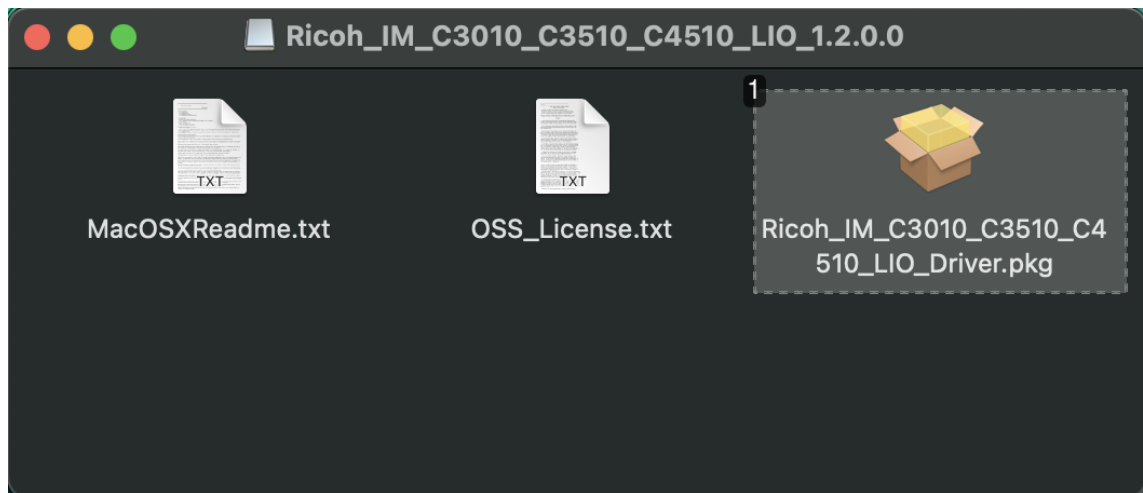 Ricoh_IM_C3010_C3510_C4510_LIO_1.2.0.0
1
TXT
TXT
MacOSXReadme.txt
OSS_License.txt
Ricoh_IM_C3010_C3510_C4
510_LIO_Driver.pkg